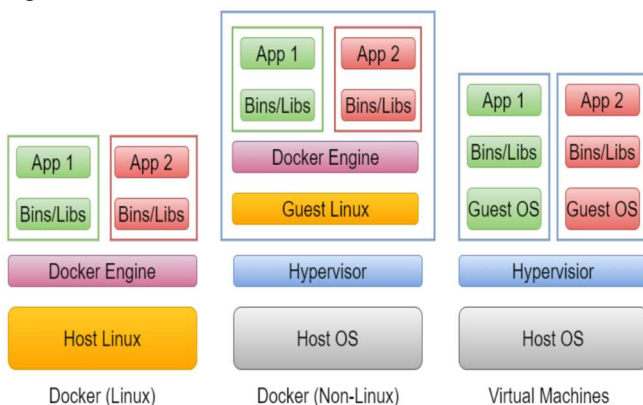 App 1 App 2
Bins/Libs Bins/Libs
Docker Engine
Host Linux
Docker (Linux)
App 1 App 2
Bins/Libs Bins/Libs
Docker Engine
Guest Linux
Hypervisor
Host OS
Docker (Non-Linux)
App 1 App 2
Bins/Libs Bins/Libs
Guest OS Guest OS
Hypervisior
Host OS
Virtual Machines